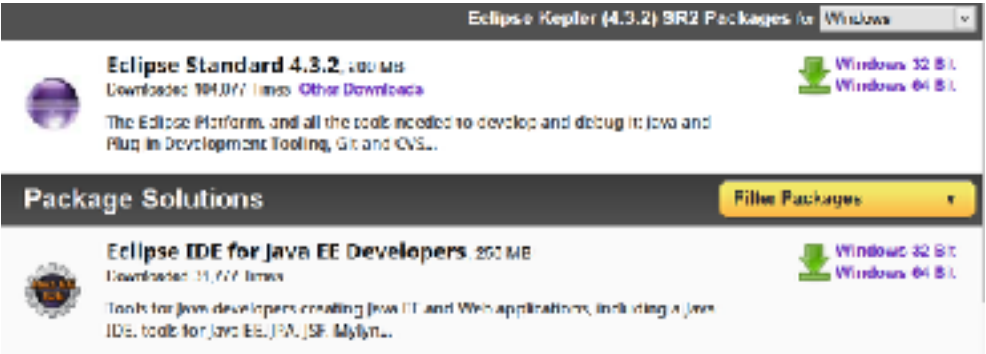 Eclipse Kepler (4.3.2) SR2 Packages for Windows
Eclipse Standard 4.3.2, 200 MB
Downloaded Times Other Downloads
Windows 32 Bit
Windows 64 Bit
The Eclipse Platform, and all the tools needed to develop and debug it: Java and
Plug-in Development Tooling, Git and CVS...
Package Solutions
Filter Packages
Eclipse IDE for Java EE Developers, 250 MB
Downloaded Times
Windows 32 Bit
Windows 64 Bit
Tools for Java developers creating Java EE and Web applications, including a Java
IDE, tools for Java EE, JPA, JSF, Mylyn...